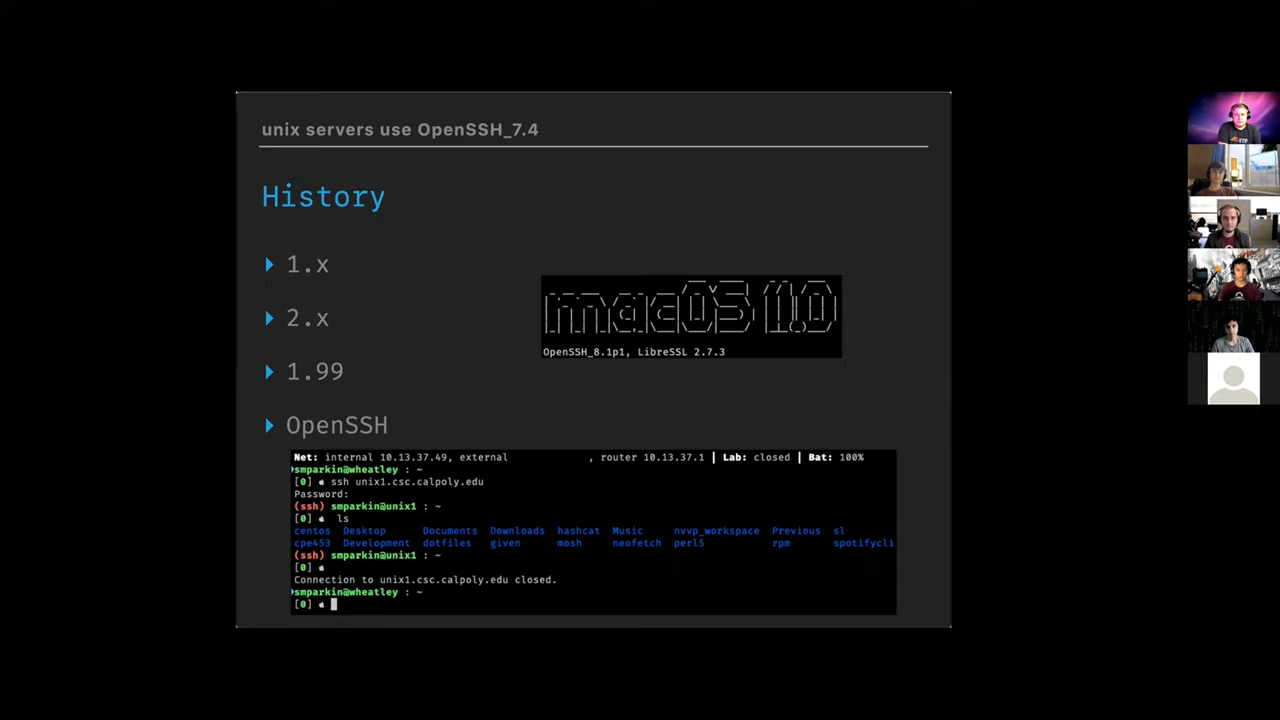 unix servers use OpenSSH_7.4
History
1.x
2.x
1.99
OpenSSH
macOS 11.0
OpenSSH_8.1p1, LibreSSL 2.7.3
Net: internal 10.13.37.49, external , router 10.13.37.1 | Lab: closed | Bat: 100%
smparkin@wheatley : ~
[0] ssh unix1.csc.calpoly.edu
Password:
(ssh) smparkin@unix1 : ~
[0] ls
centos Desktop Documents Downloads hashcat Music nvvp_workspace Previous sl
cpe453 Development dotfiles given mosh neofetch perl5 rpm spotifycli
(ssh) smparkin@unix1 : ~
[0]
Connection to unix1.csc.calpoly.edu closed.
smparkin@wheatley : ~
[0]